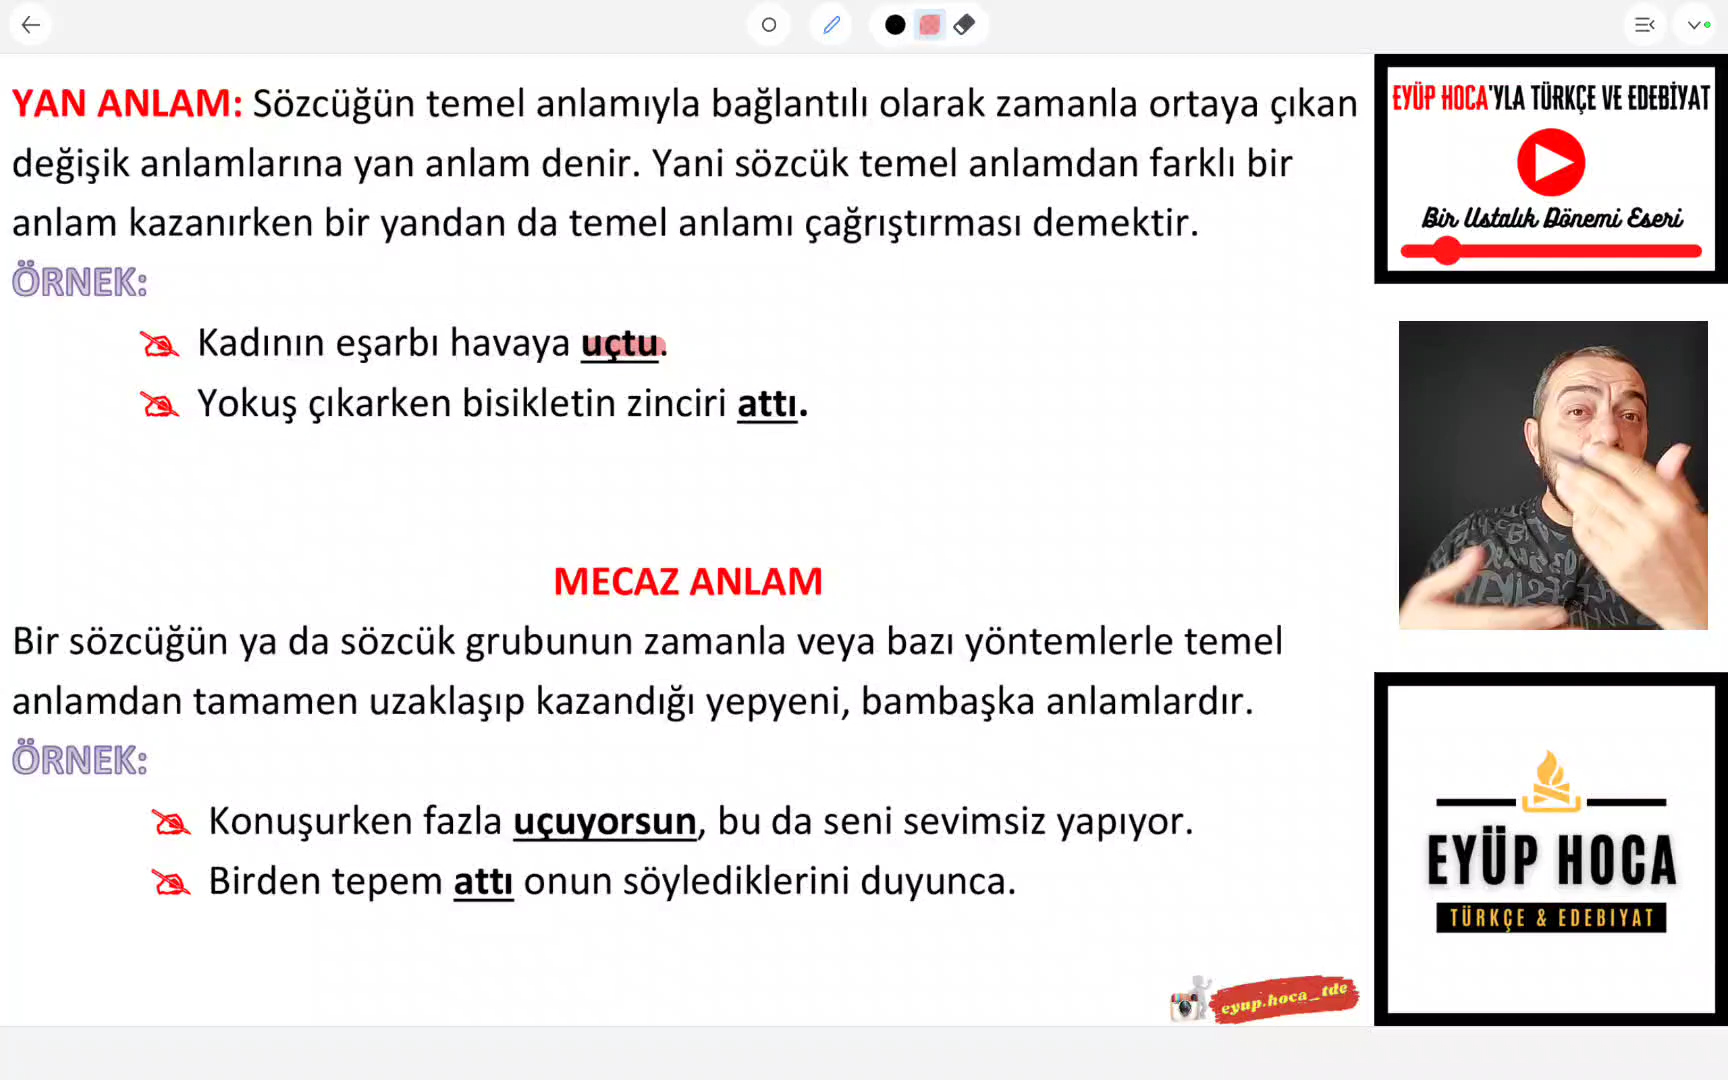 YAN ANLAM: Sözcüğün temel anlamıyla bağlantılı olarak zamanla ortaya çıkan
değişik anlamlarına yan anlam denir. Yani sözcük temel anlamdan farklı bir
anlam kazanırken bir yandan da temel anlamı çağrıştırması demektir.
ÖRNEK:
Kadının eşarbı havaya uçtu.
Yokuş çıkarken bisikletin zinciri attı.
MECAZ ANLAM
Bir sözcüğün ya da sözcük grubunun zamanla veya bazı yöntemlerle temel
anlamdan tamamen uzaklaşıp kazandığı yepyeni, bambaşka anlamlardır.
ÖRNEK:
Konuşurken fazla uçuyorsun, bu da seni sevimsiz yapıyor.
Birden tepem attı onun söylediklerini duyunca.
eyup.hoca_tde
EYÜP HOCA'YLA TÜRKÇE VE EDEBİYAT
Bir Ustalık Dönemi Eseri
EYÜP HOCA
TÜRKÇE & EDEBIYAT